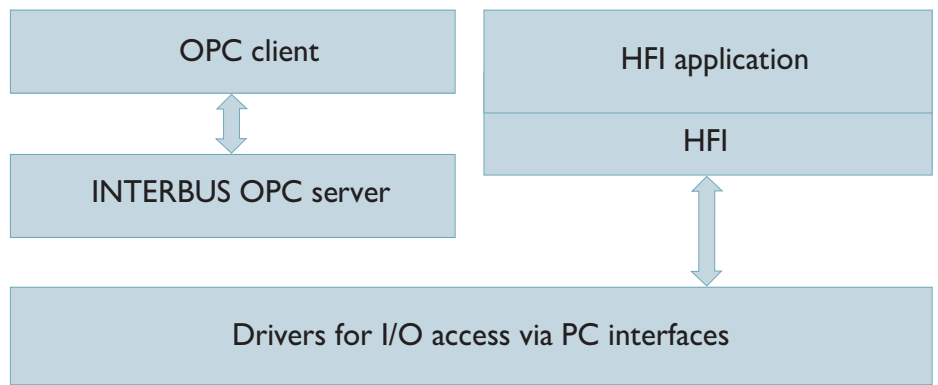 OPC client
HFI application
HFI
INTERBUS OPC server
Drivers for I/O access via PC interfaces